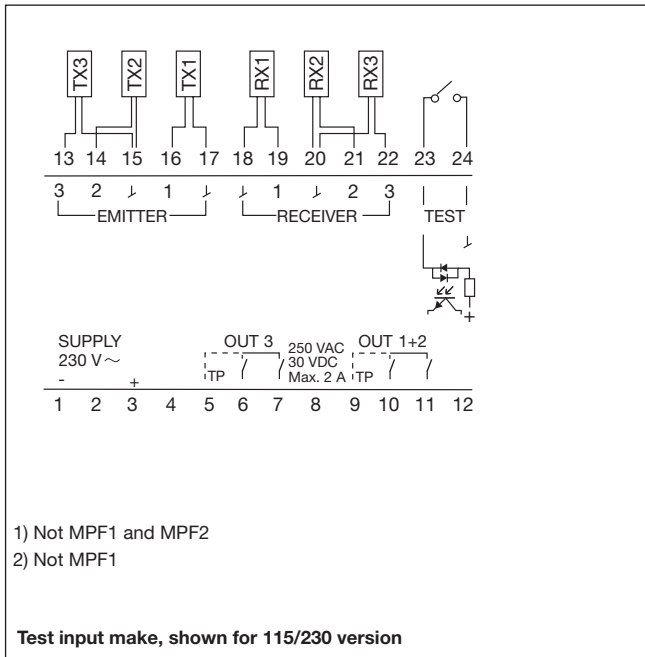 TX3 TX2 TX1 RX1 RX2 RX3
13 14 15 16 17 18 19 20 21 22 23 24
3 2 1 1 2 3
EMITTER RECEIVER TEST
+
SUPPLY OUT 3 250 VAC OUT 1+2
230 V ~ 30 VDC
- + TP Max. 2 A TP
1 2 3 4 5 6 7 8 9 10 11 12
1) Not MPF1 and MPF2
2) Not MPF1
Test input make, shown for 115/230 version